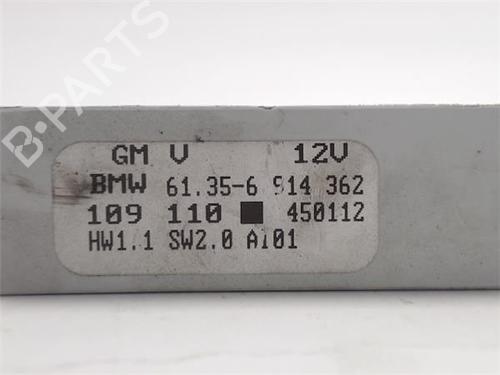 B-PARTS
GM V 12V
BMW 61.35-6 914 362
109 110 450112
HW1.1 SW2.0 A101